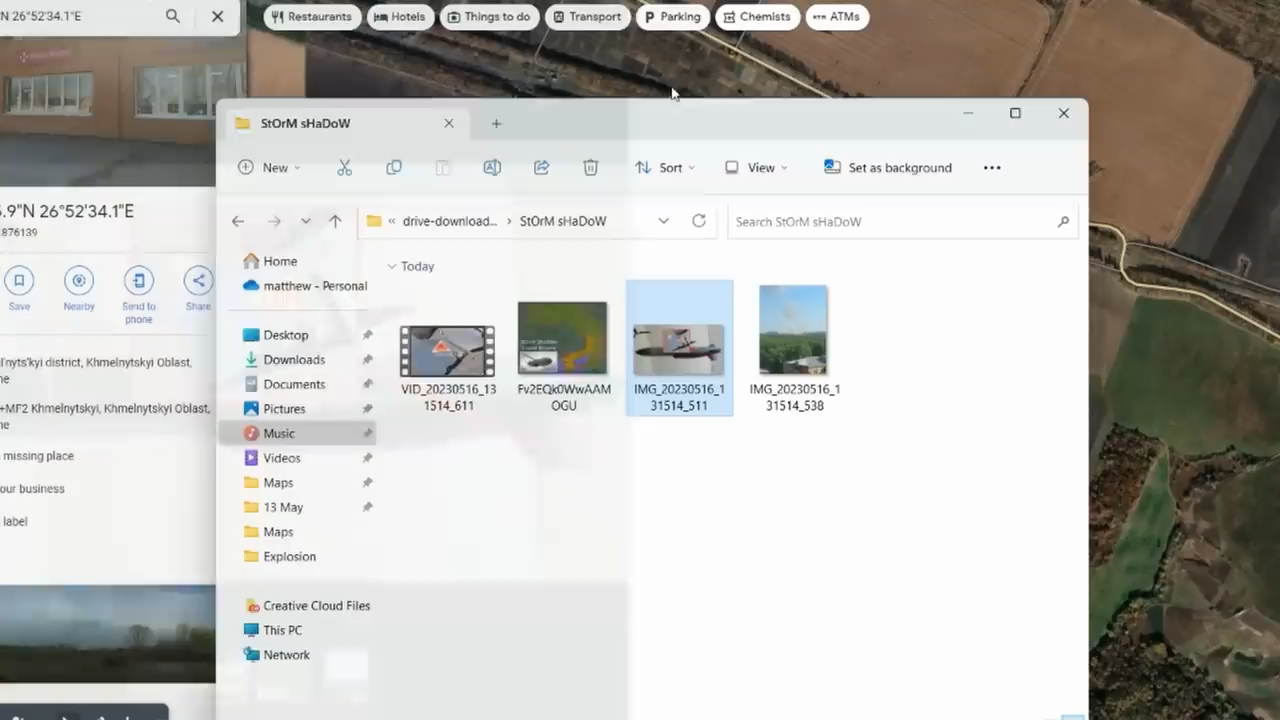 N 26°52'34.1"E
Restaurants
Hotels
Things to do
Transport
Parking
Chemists
ATMs
.9"N 26°52'34.1"E
876139
Save
Nearby
Send to phone
Share
l'nyts'kyi district, Khmelnytskyi Oblast,
ne
+MF2 Khmelnytskyi, Khmelnytskyi Oblast,
ne
missing place
our business
label
StOrM sHaDoW
New
Sort
View
Set as background
drive-download...
StOrM sHaDoW
Search StOrM sHaDoW
Home
matthew - Personal
Desktop
Downloads
Documents
Pictures
Music
Videos
Maps
13 May
Maps
Explosion
Creative Cloud Files
This PC
Network
Today
VID_20230516_13
1514_611
Fv2EQk0WwAAM
OGU
IMG_20230516_1
31514_511
IMG_20230516_1
31514_538